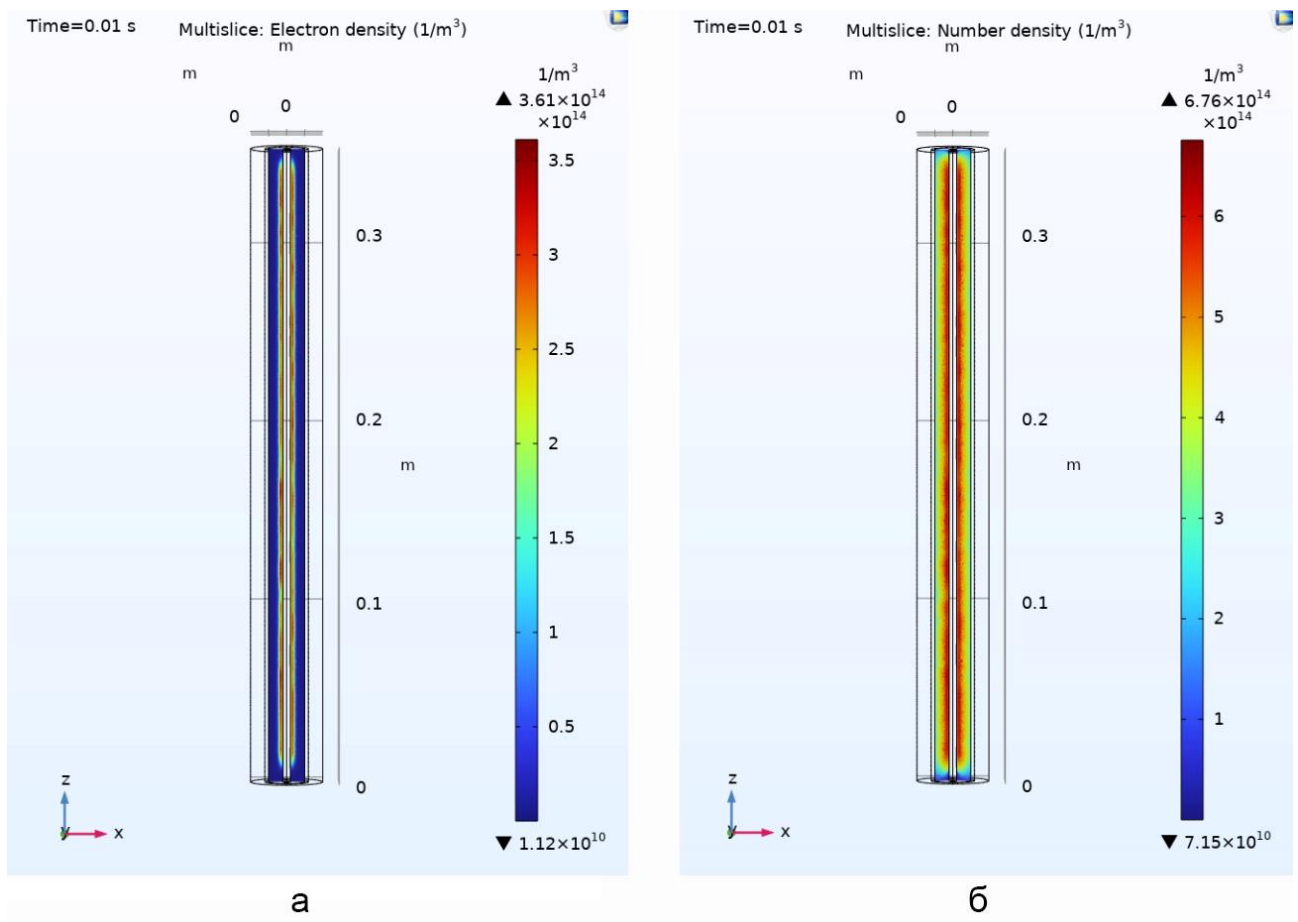 Time=0.01 s
Multislice: Electron density (1/m³)
m
m
0
0
1/m³
▲ 3.61×10¹⁴
×10¹⁴
3.5
3
2.5
2
1.5
1
0.5
▼ 1.12×10¹⁰
0.3
0.2
m
0.1
0
z
y
x
а
Time=0.01 s
Multislice: Number density (1/m³)
m
m
0
0
1/m³
▲ 6.76×10¹⁴
×10¹⁴
6
5
4
3
2
1
▼ 7.15×10¹⁰
0.3
0.2
m
0.1
0
z
y
x
б